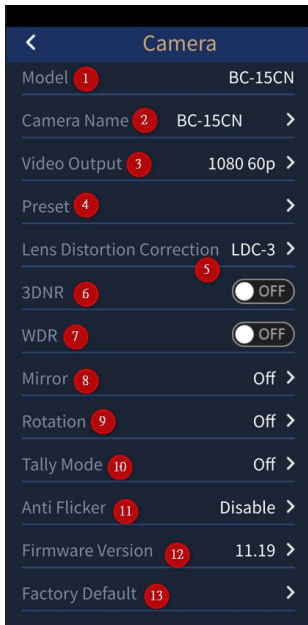 Camera
Model 1 BC-15CN
Camera Name 2 BC-15CN
Video Output 3 1080 60p
Preset 4
Lens Distortion Correction LDC-3
5
3DNR 6 OFF
WDR 7 OFF
Mirror 8 Off
Rotation 9 Off
Tally Mode 10 Off
Anti Flicker 11 Disable
Firmware Version 12 11.19
Factory Default 13